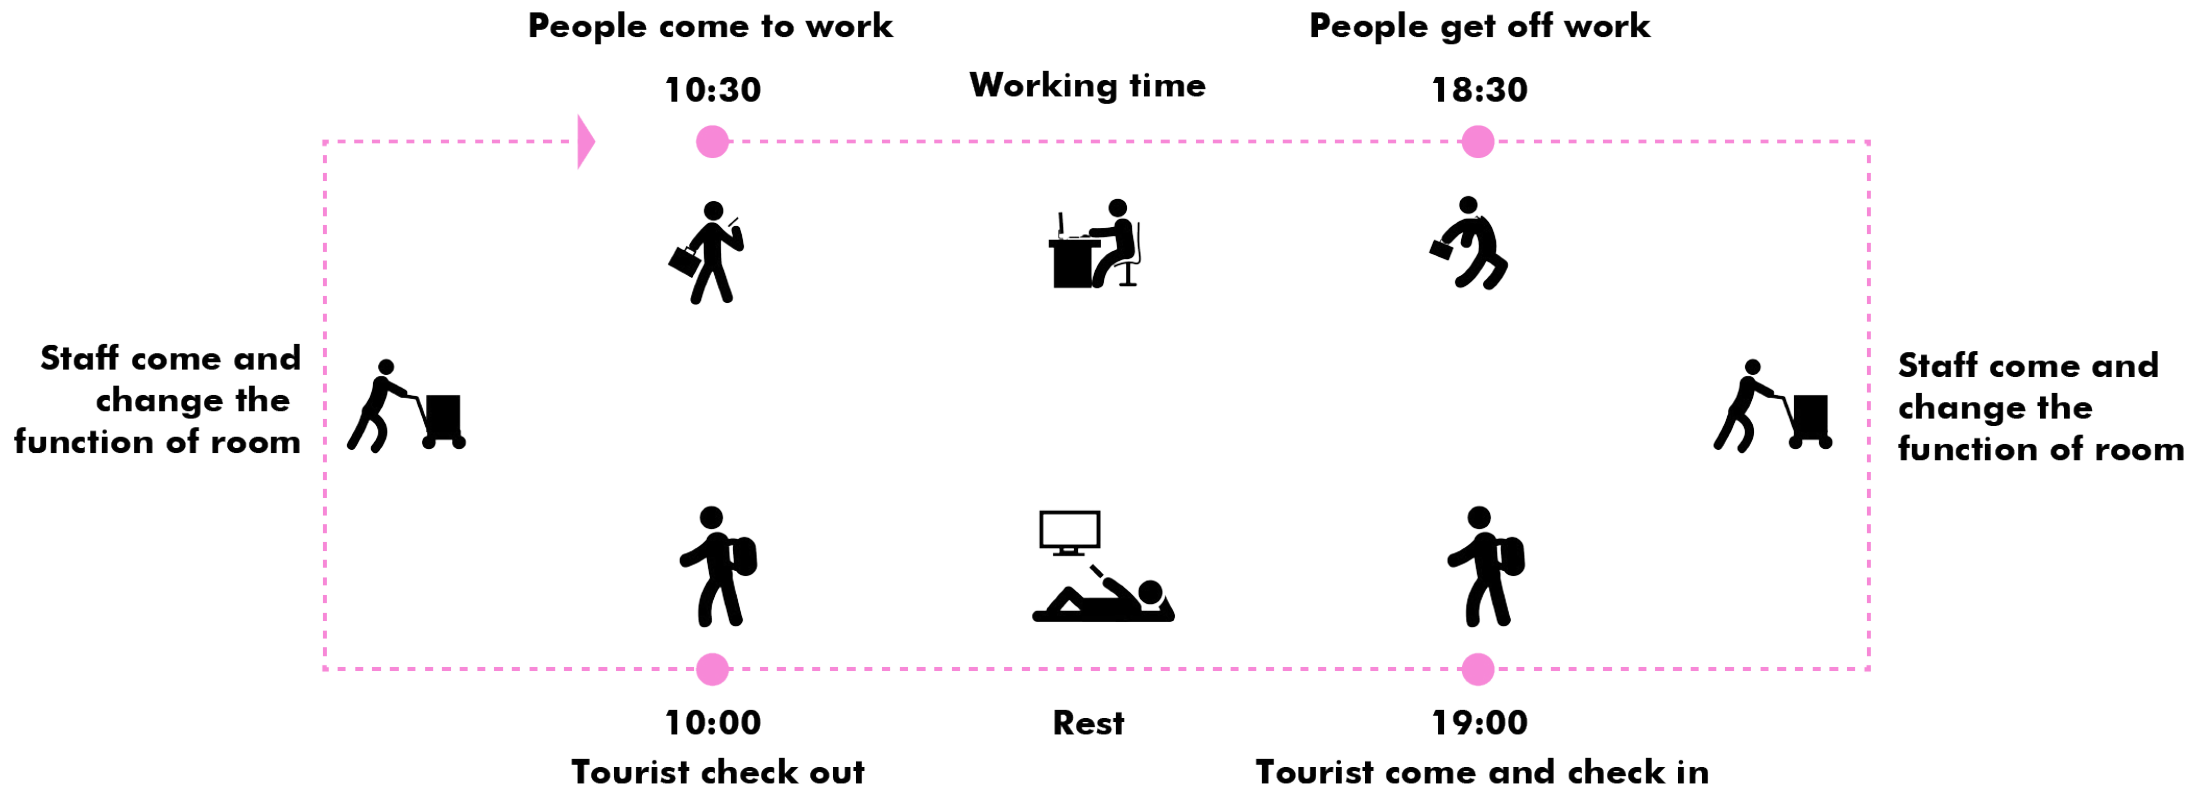 People come to work
10:30
Working time
People get off work
18:30
Staff come and
change the
function of room
Staff come and
change the
function of room
10:00
Tourist check out
Rest
19:00
Tourist come and check in